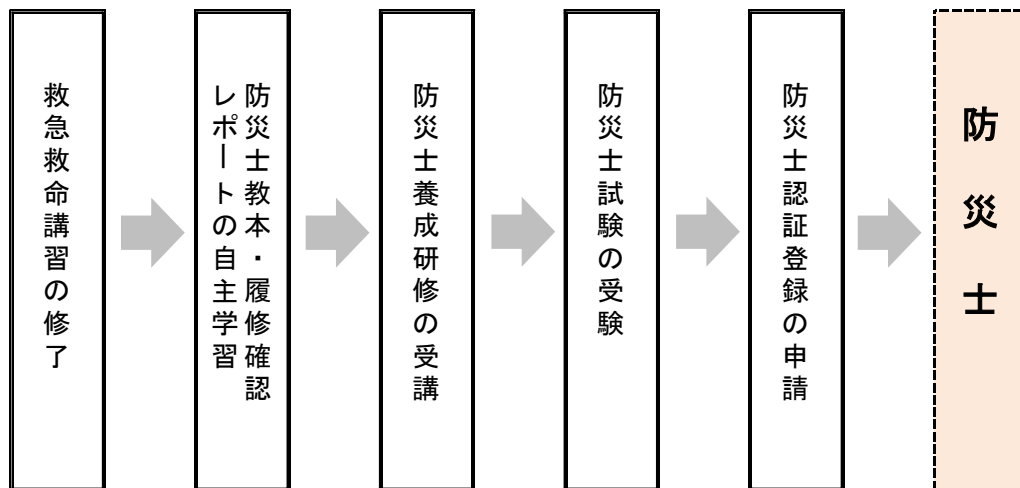 救急救命講習の修了
防災士教本・履修確認
レポートの自主学習
防災士養成研修の受講
防災士試験の受験
防災士認証登録の申請
防災士